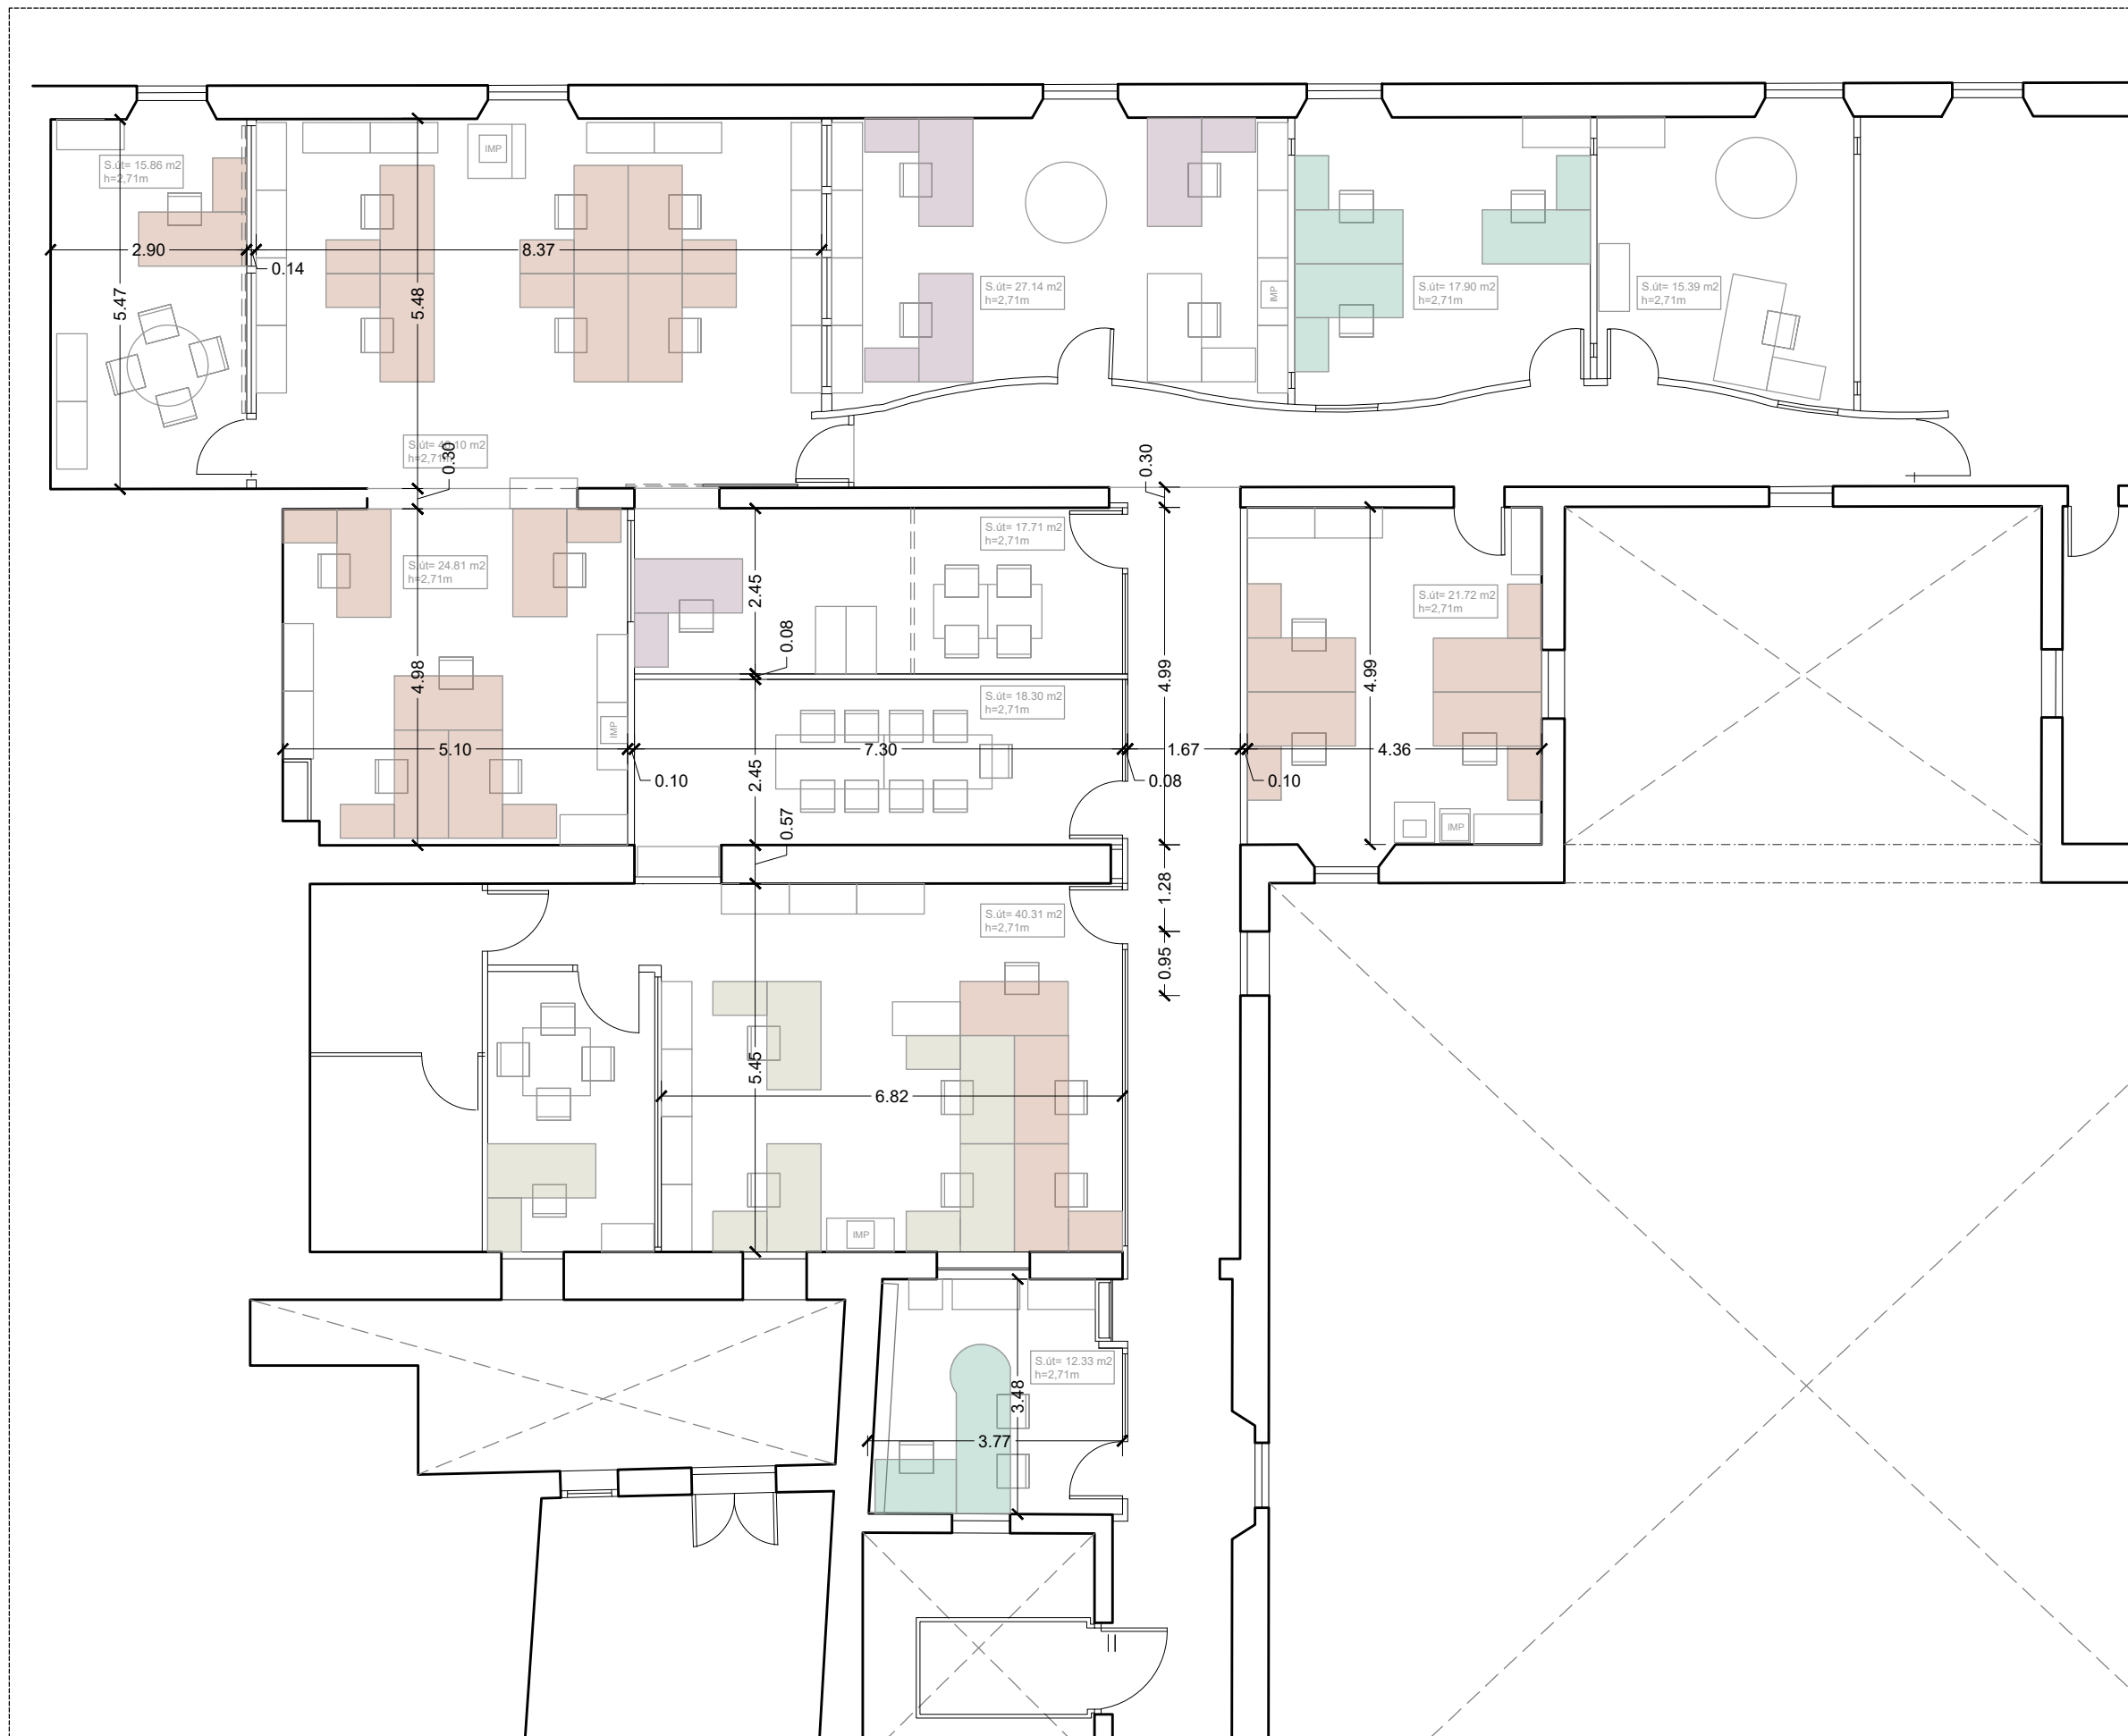 IMP
S.út= 15.86 m2
h=2,71m
2.90
0.14
8.37
5.47
5.48
S.út= 27.14 m2
h=2,71m
IMP
S.út= 17.90 m2
h=2,71m
S.út= 15.39 m2
h=2,71m
h=2,71m
0.30
0.30
S.út= 17.71 m2
h=2,71m
S.út= 24.81 m2
h=2,71m
2.45
0.08
S.út= 21.72 m2
h=2,71m
4.98
4.99
4.99
S.út= 18.30 m2
h=2,71m
IMP
5.10
7.30
1.67
4.36
0.10
2.45
0.08
0.10
0.57
IMP
1.28
S.út= 40.31 m2
h=2,71m
0.95
5.45
6.82
IMP
S.út= 12.33 m2
h=2,71m
3.48
3.77